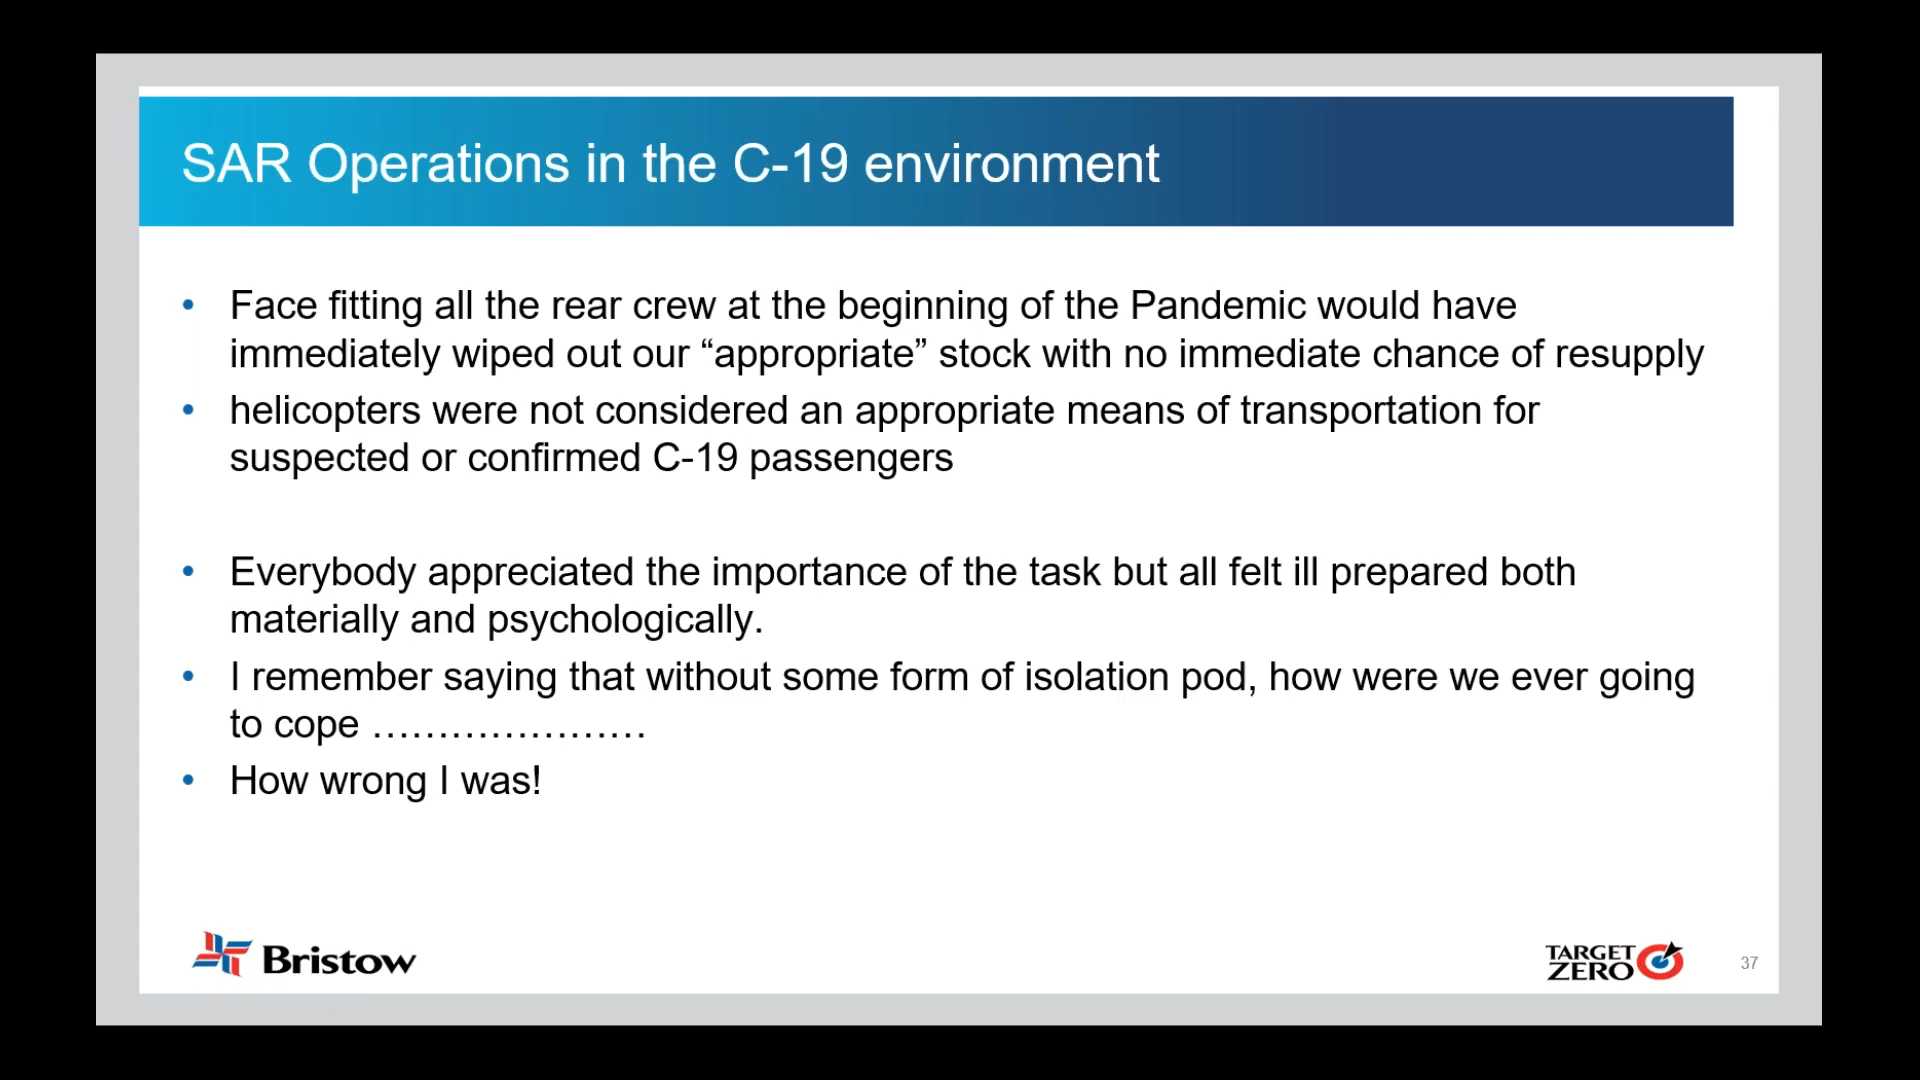 SAR Operations in the C-19 environment
• Face fitting all the rear crew at the beginning of the Pandemic would have
immediately wiped out our “appropriate” stock with no immediate chance of resupply
• helicopters were not considered an appropriate means of transportation for
suspected or confirmed C-19 passengers
• Everybody appreciated the importance of the task but all felt ill prepared both
materially and psychologically.
• I remember saying that without some form of isolation pod, how were we ever going
to cope …………………
• How wrong I was!
Bristow
TARGET
ZERO
37